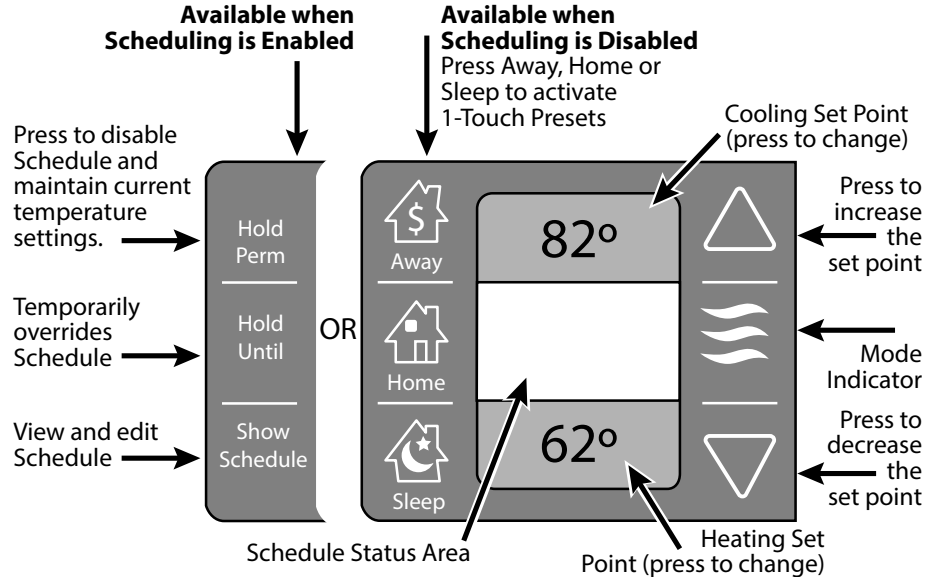 Available when
Scheduling is Enabled
Available when
Scheduling is Disabled
Press Away, Home or
Sleep to activate
1-Touch Presets
Cooling Set Point
(press to change)
Press to disable
Schedule and
maintain current
temperature
settings.
Hold
Perm
Away
82º
Press to
increase
the
set point
Temporarily
overrides
Schedule
Hold
Until
OR
Home
Mode
Indicator
View and edit
Schedule
Show
Schedule
Sleep
62º
Press to
decrease
the
set point
Schedule Status Area
Heating Set
Point (press to change)